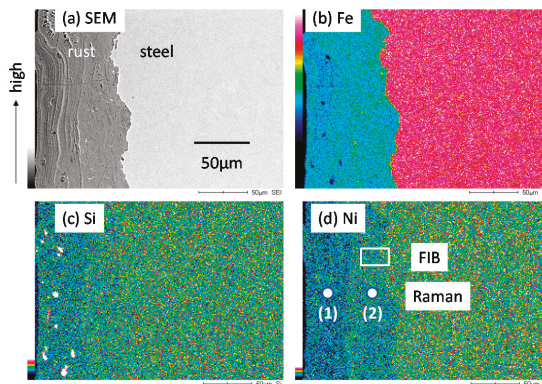 (a) SEM
rust
steel
high
50μm
50μm SEI
(b) Fe
50μm
(c) Si
(d) Ni
FIB
Raman
(1)
(2)